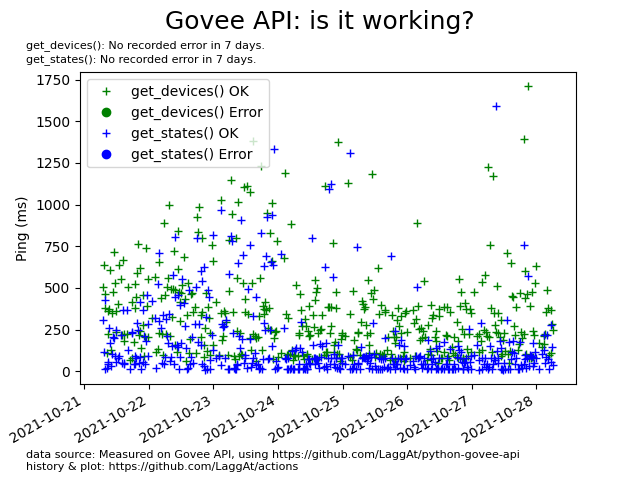 Govee API: is it working?
get_devices(): No recorded error in 7 days.
get_states(): No recorded error in 7 days.
get_devices() OK
get_devices() Error
get_states() OK
get_states() Error
Ping (ms)
1750
1500
1250
1000
750
500
250
0
2021-10-21
2021-10-22
2021-10-23
2021-10-24
2021-10-25
2021-10-26
2021-10-27
2021-10-28
data source: Measured on Govee API, using https://github.com/LaggAt/python-govee-api
history & plot: https://github.com/LaggAt/actions